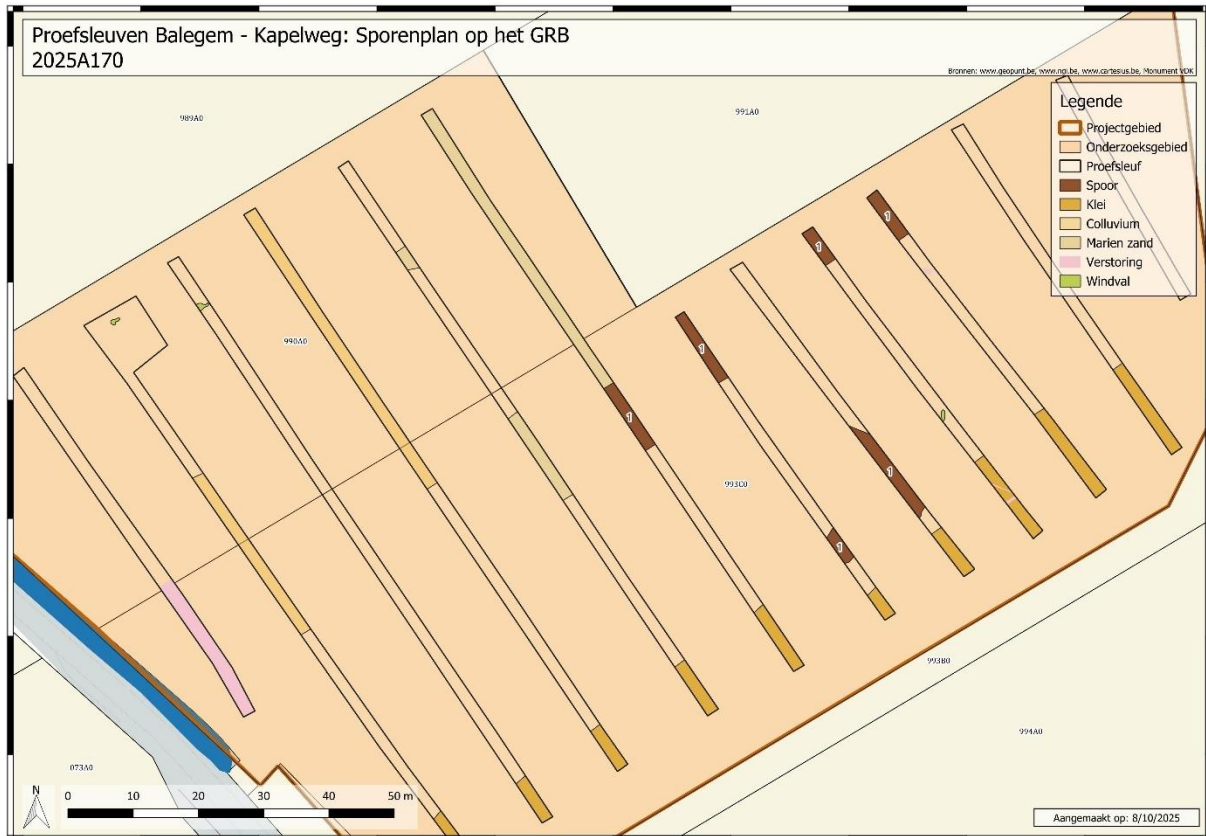 Proefsleuven Balegem - Kapelweg: Sporenplan op het GRB
2025A170
Bronnen: www.geopunt.be, www.ngi.be, www.cartesius.be, Monument VDK
989A0
991A0
Legende
Projectgebied
Onderzoeksgebied
Proefsleuf
Spoor
Klei
Colluvium
Marien zand
Verstoring
Windval
1
1
990A0
1
1
1
993C0
1
993B0
994A0
073A0
N
0 10 20 30 40 50 m
Aangemaakt op: 8/10/2025